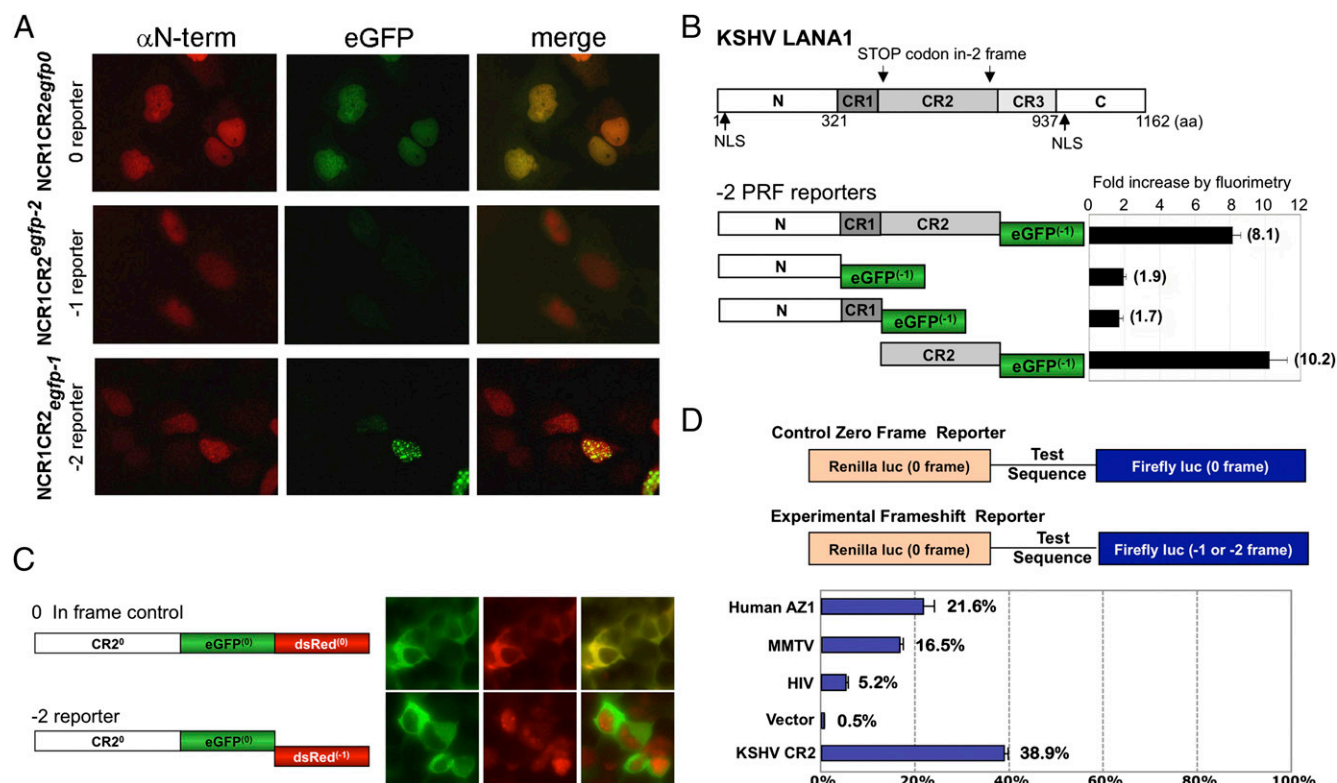 A
αN-term
eGFP
merge
NCR1CR2egfp0
0 reporter
NCR1CR2egfp-2
-1 reporter
NCR1CR2egfp-1
-2 reporter
B
KSHV LANA1
STOP codon in-2 frame
N
CR1
CR2
CR3
C
1
321
937
1162 (aa)
NLS
NLS
-2 PRF reporters
Fold increase by fluorimetry
0 2 4 6 8 10 12
N
CR1
CR2
eGFP(-1)
(8.1)
N
eGFP(-1)
(1.9)
N
CR1
eGFP(-1)
(1.7)
CR2
eGFP(-1)
(10.2)
C
0 In frame control
CR2⁰
eGFP(0)
dsRed(0)
-2 reporter
CR2⁰
eGFP(0)
dsRed(-1)
D
Control Zero Frame Reporter
Renilla luc (0 frame)
Test
Sequence
Firefly luc (0 frame)
Experimental Frameshift Reporter
Renilla luc (0 frame)
Test
Sequence
Firefly luc (-1 or -2 frame)
Human AZ1
21.6%
MMTV
16.5%
HIV
5.2%
Vector
0.5%
KSHV CR2
38.9%
0% 20% 40% 60% 80% 100%